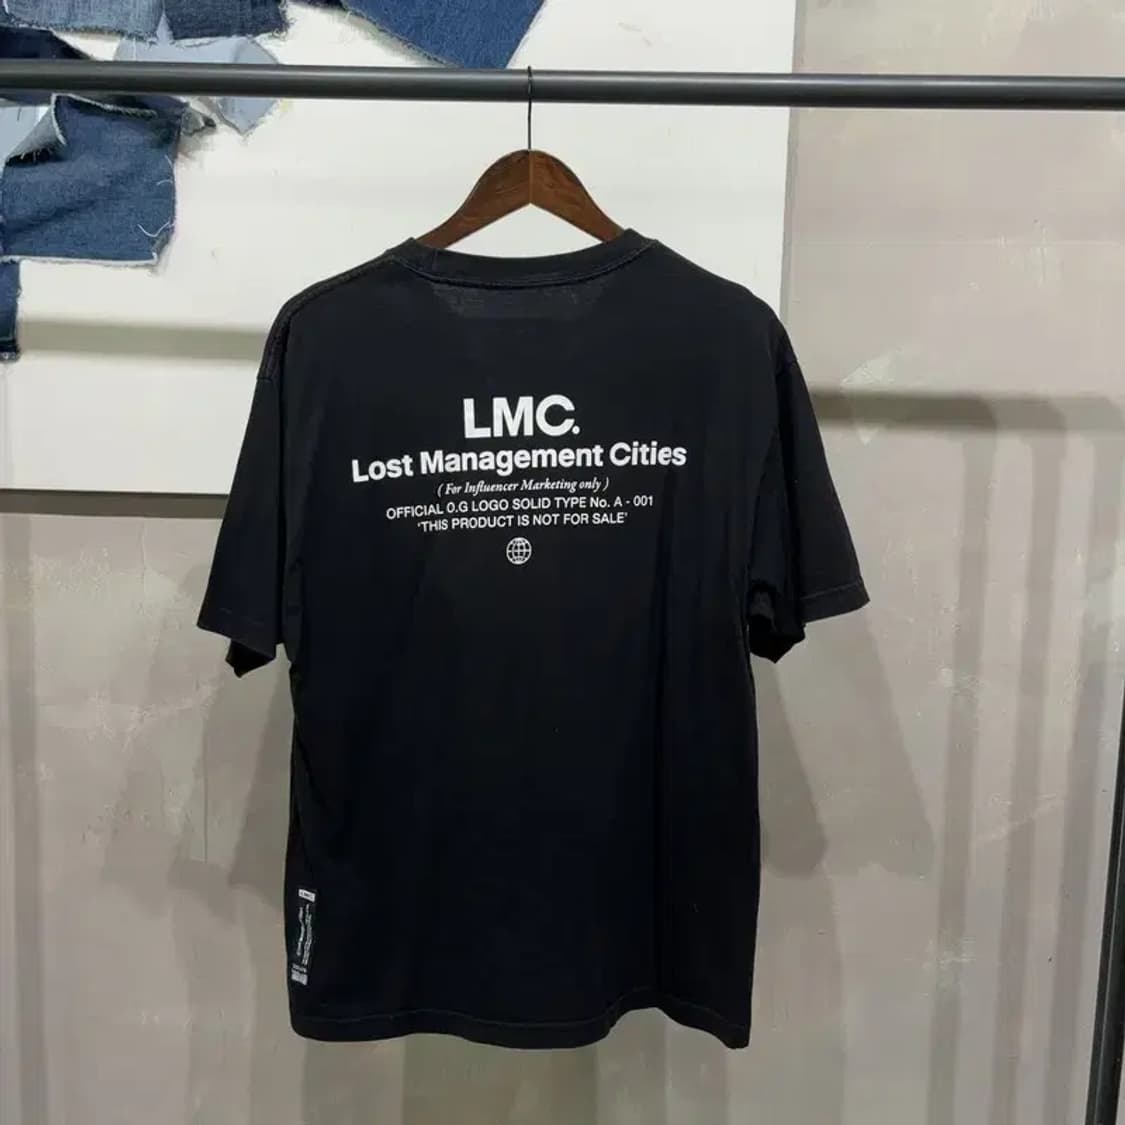 LMC.
Lost Management Cities
( For Influencer Marketing only )
OFFICIAL O.G LOGO SOLID TYPE No. A - 001
'THIS PRODUCT IS NOT FOR SALE'
LMC